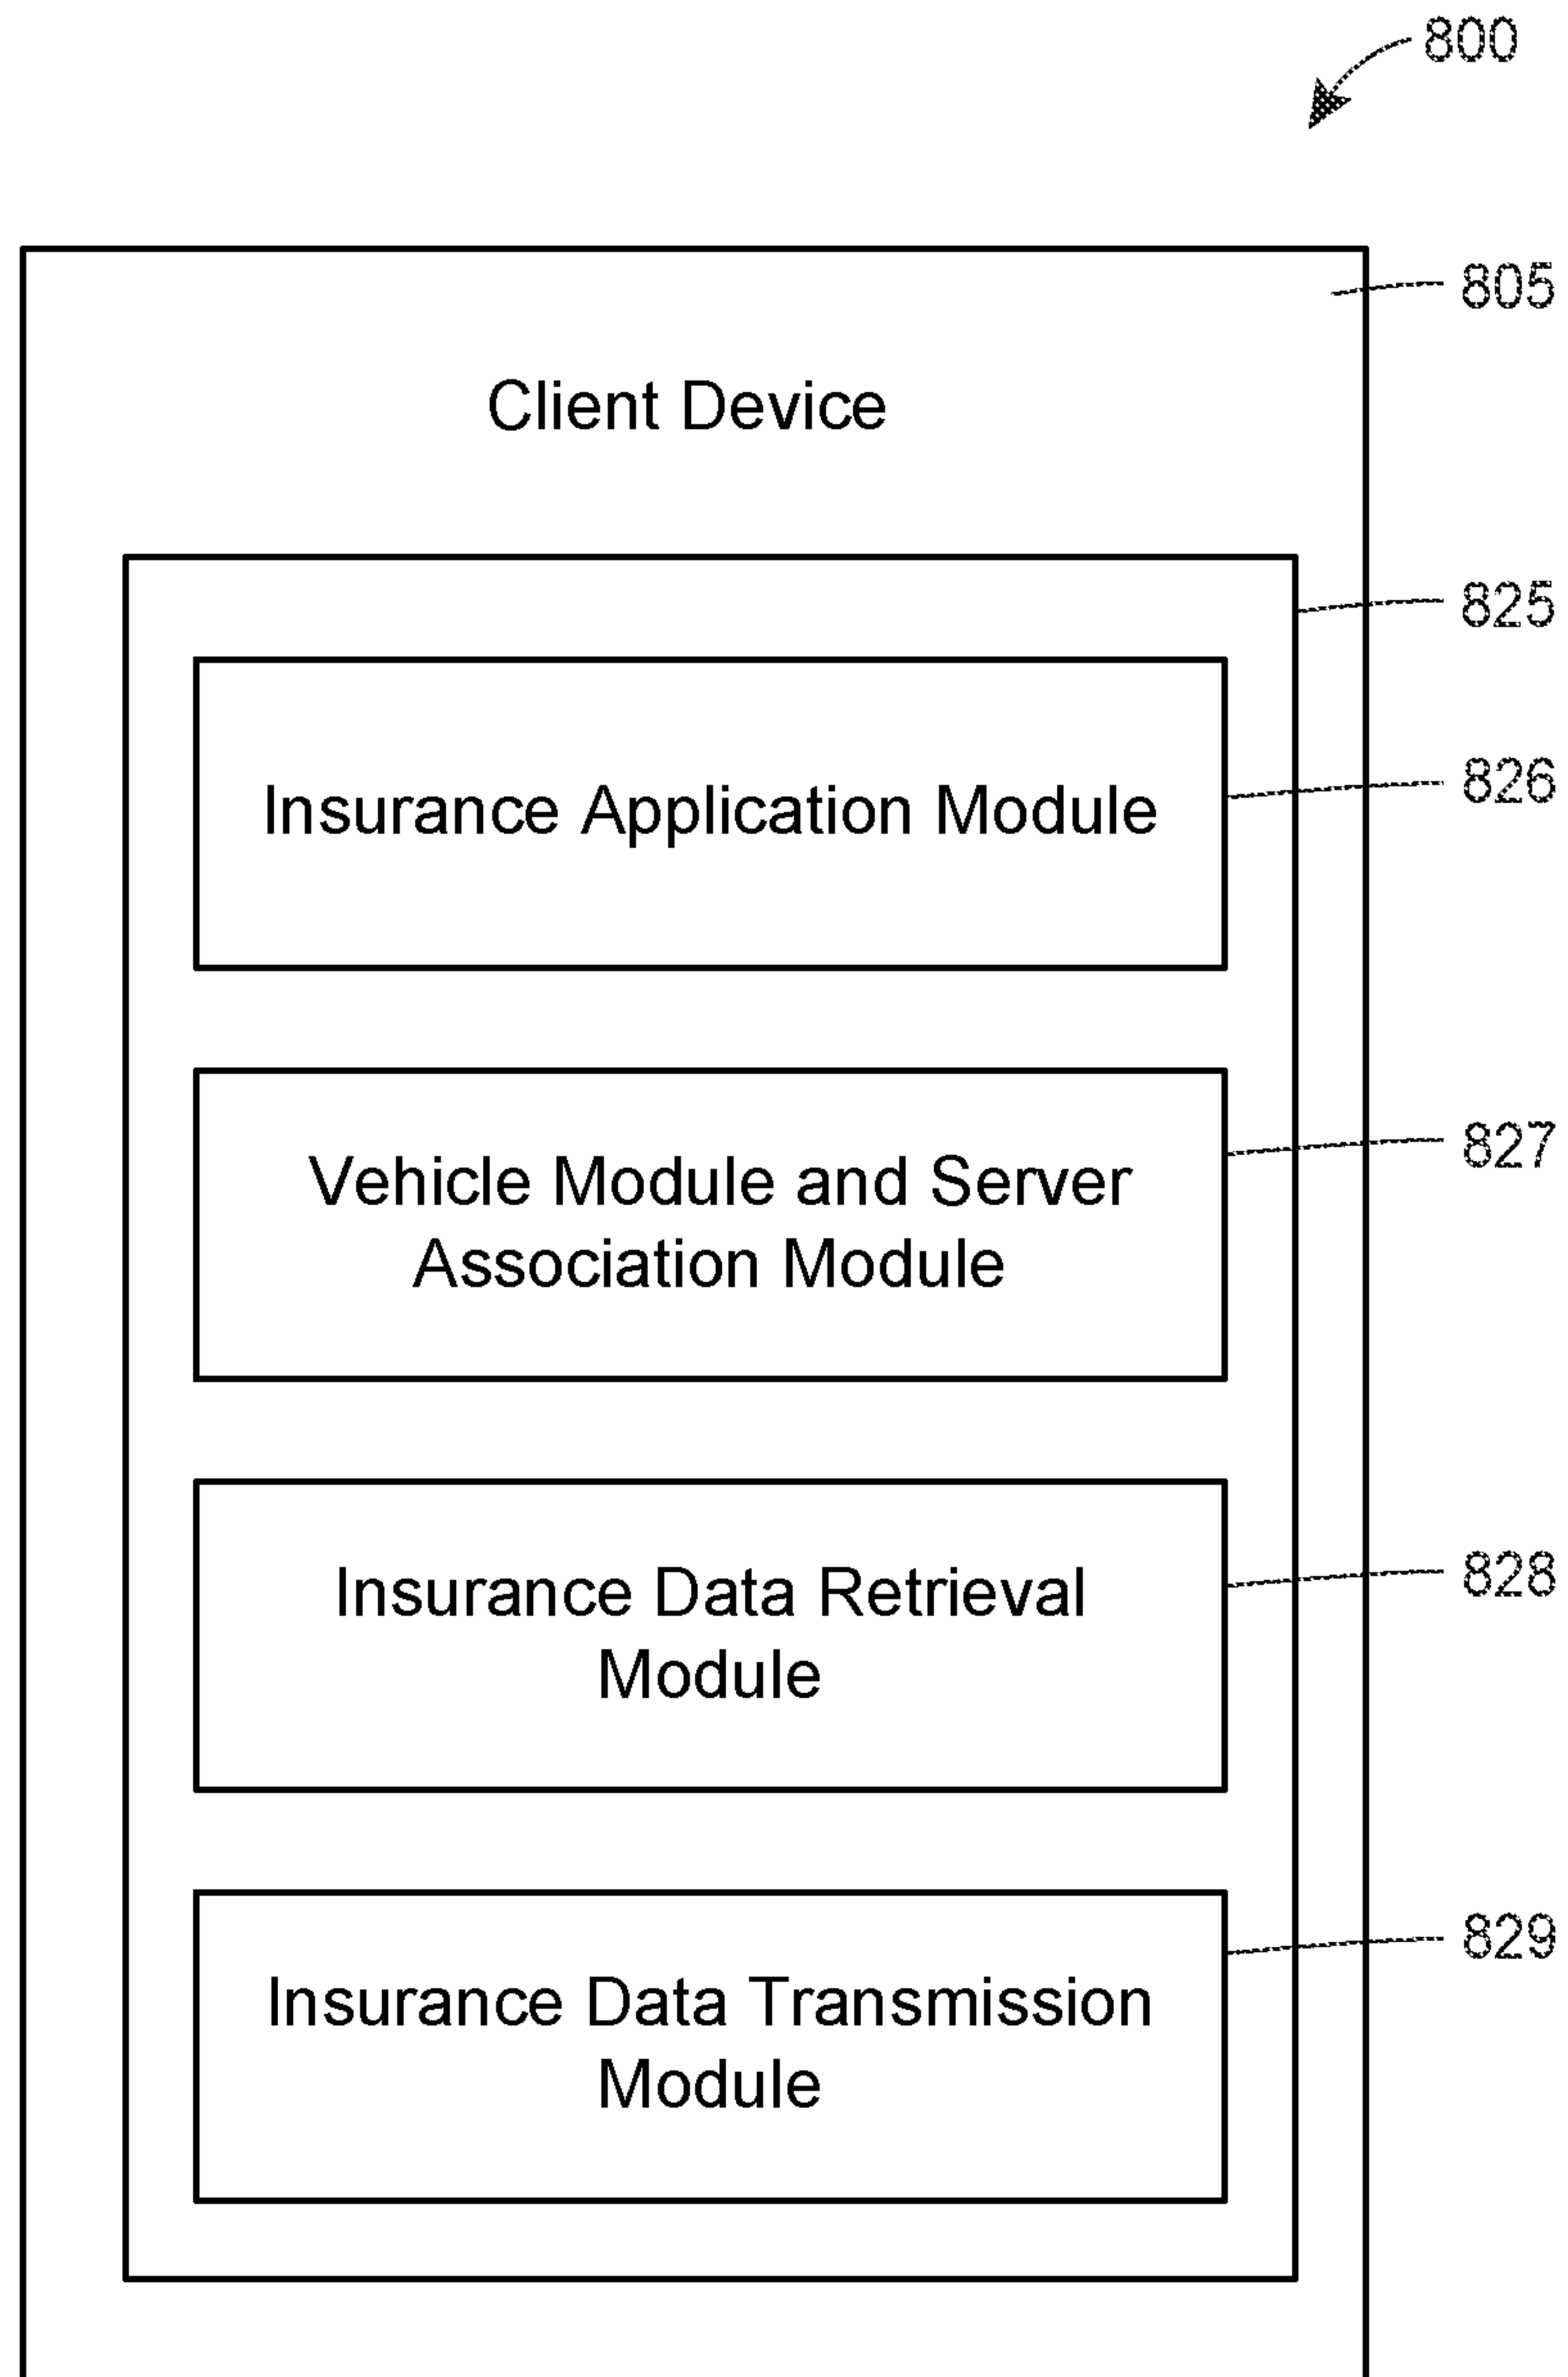 800
805
Client Device
825
Insurance Application Module
826
Vehicle Module and Server
Association Module
827
Insurance Data Retrieval
Module
828
Insurance Data Transmission
Module
829